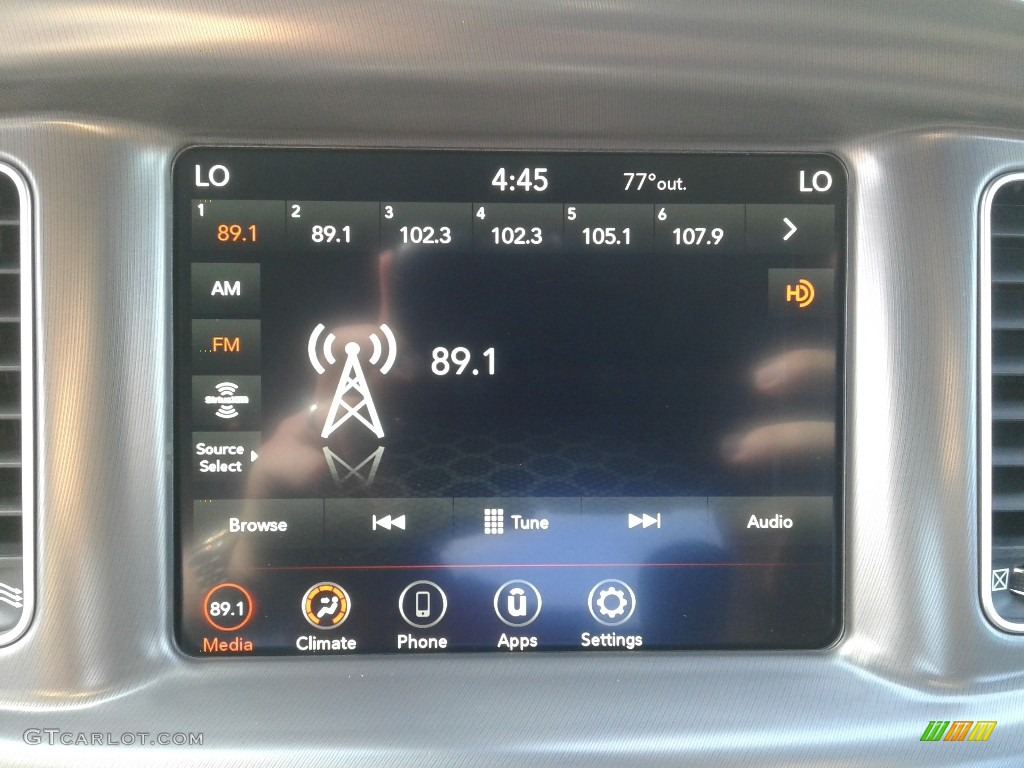 LO 4:45 77°out. LO
1 2 3 4 5 6
89.1 89.1 102.3 102.3 105.1 107.9
AM
HD
FM
89.1
SiriusXM
Source
Select
Browse Tune Audio
89.1
Media Climate Phone Apps Settings
GTcarlot.com